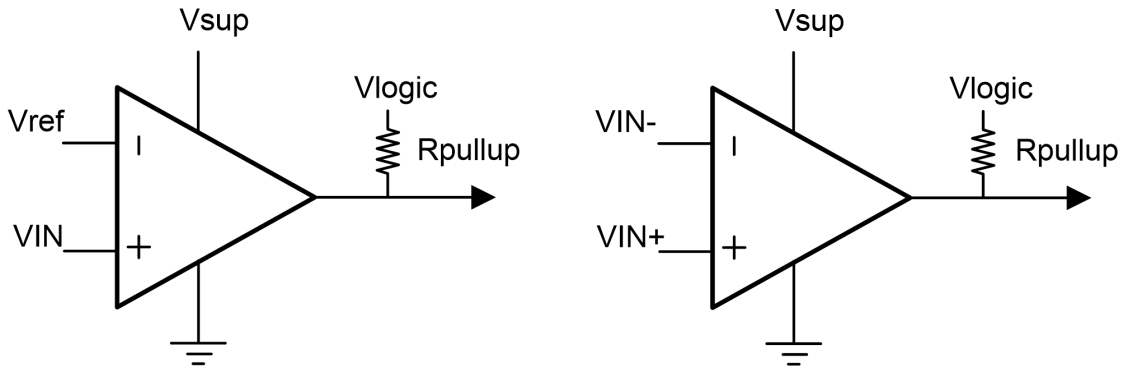 Vsup
Vlogic
Vref
Rpullup
VIN
Vsup
Vlogic
VIN-
Rpullup
VIN+